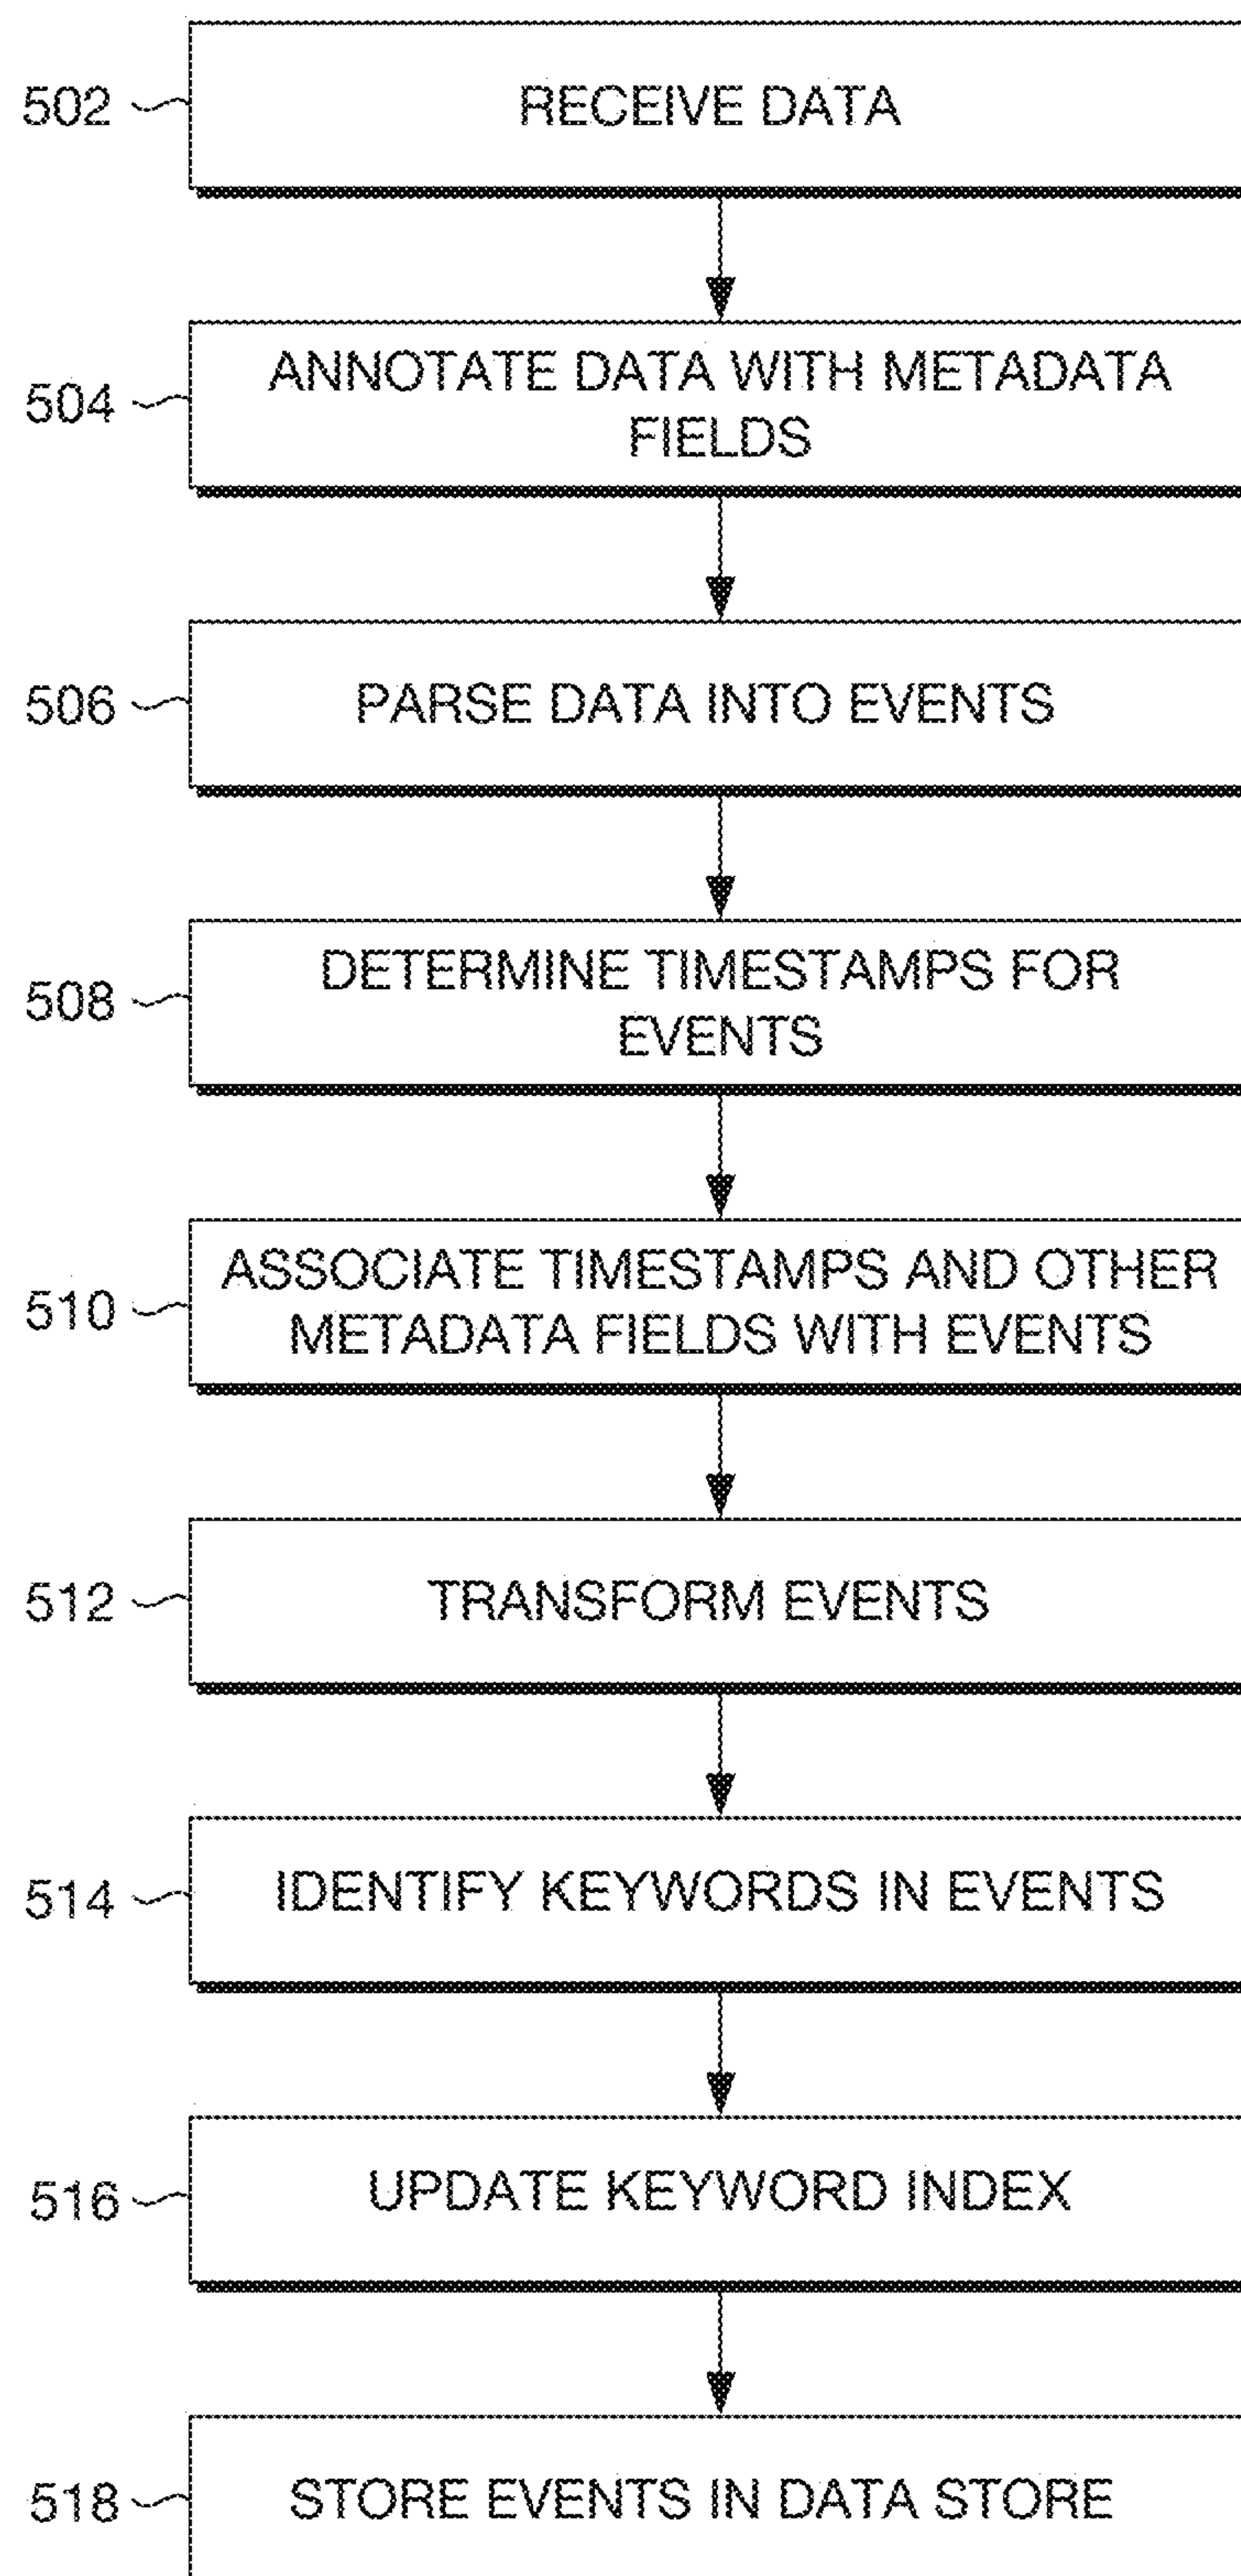 502
RECEIVE DATA
504
ANNOTATE DATA WITH METADATA
FIELDS
506
PARSE DATA INTO EVENTS
508
DETERMINE TIMESTAMPS FOR
EVENTS
510
ASSOCIATE TIMESTAMPS AND OTHER
METADATA FIELDS WITH EVENTS
512
TRANSFORM EVENTS
514
IDENTIFY KEYWORDS IN EVENTS
516
UPDATE KEYWORD INDEX
518
STORE EVENTS IN DATA STORE